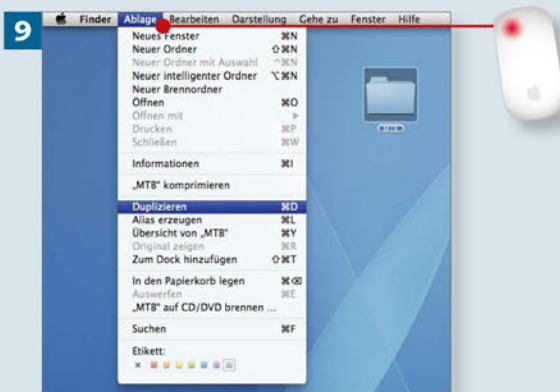 9
Finder Ablage Bearbeiten Darstellung Gehe zu Fenster Hilfe
Neues Fenster ⌘N
Neuer Ordner ⇧⌘N
Neuer Ordner mit Auswahl ^⌘N
Neuer intelligenter Ordner ⌥⌘N
Neuer Brennordner
Öffnen ⌘O
Öffnen mit ▶
Drucken ⌘P
Schließen ⌘W
Informationen ⌘I
„MTB“ komprimieren
Duplizieren ⌘D
Alias erzeugen ⌘L
Übersicht von „MTB“ ⌘Y
Original zeigen ⌘R
Zum Dock hinzufügen ⇧⌘T
In den Papierkorb legen ⌘⌫
Auswerfen ⌘E
„MTB“ auf CD/DVD brennen ...
Suchen ⌘F
Etikett:
×
MTB